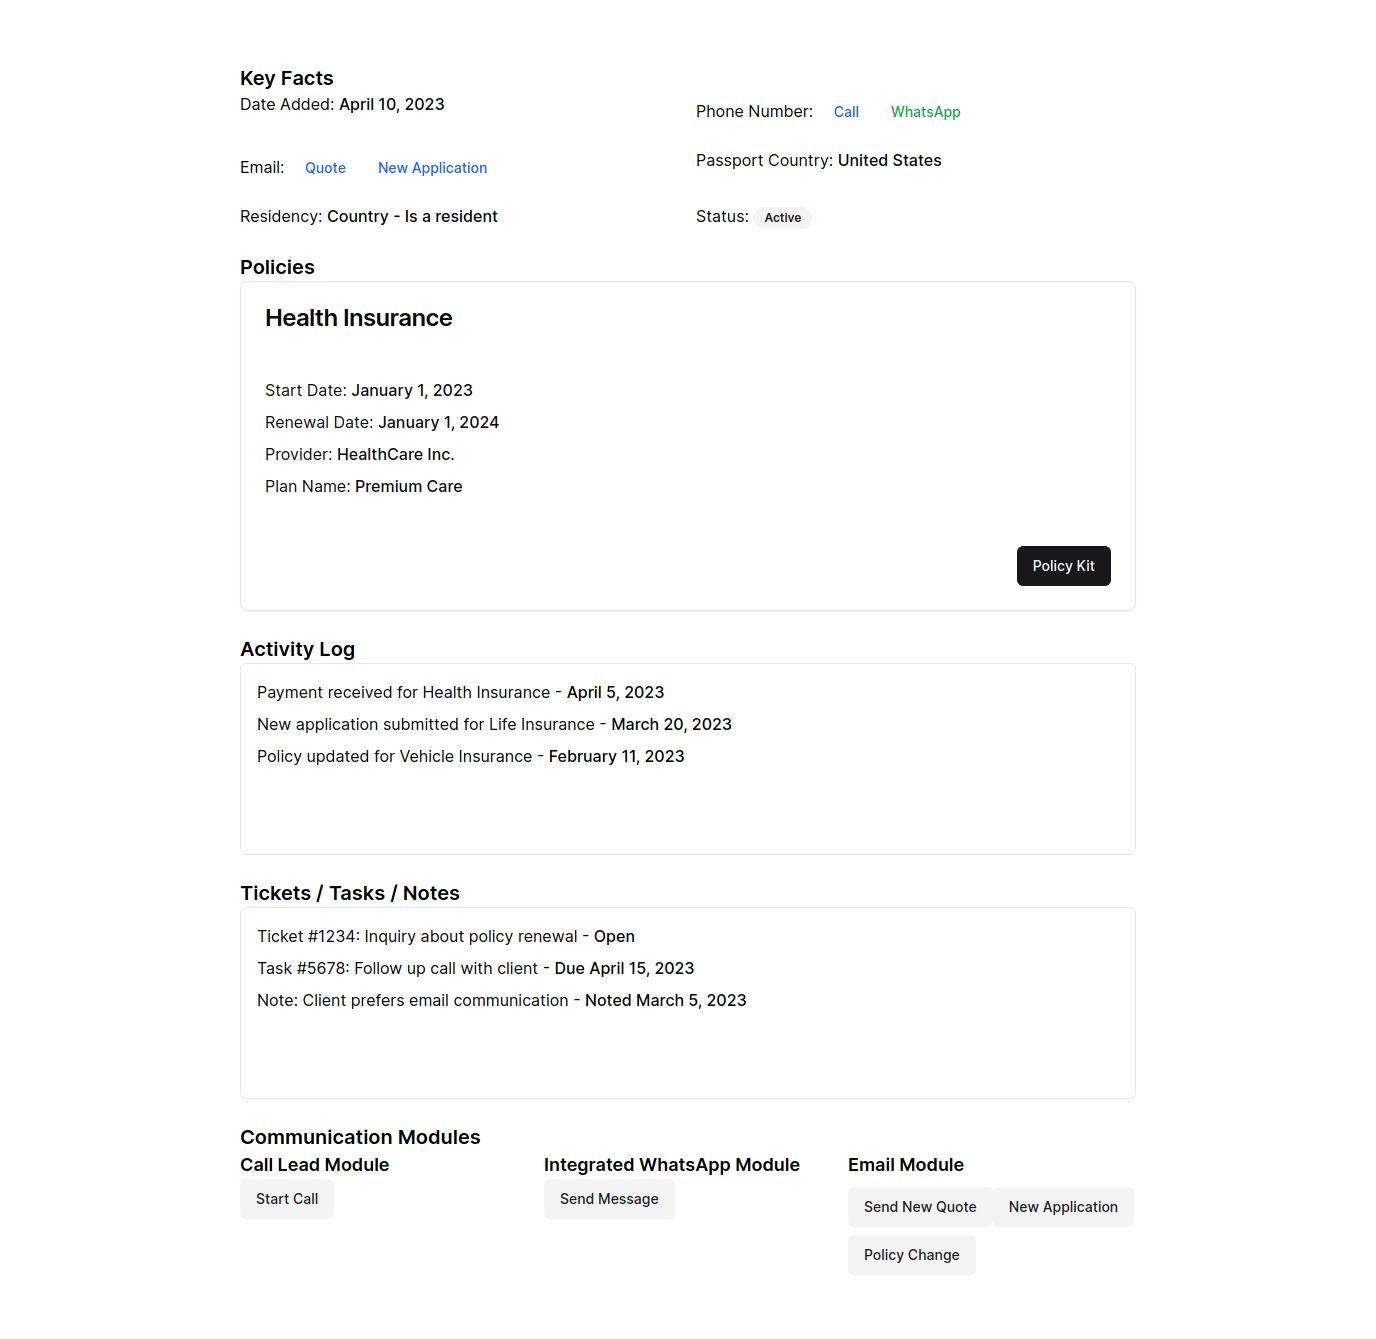 Key Facts
Date Added: April 10, 2023
Phone Number: Call WhatsApp
Email: Quote New Application
Passport Country: United States
Residency: Country - Is a resident
Status: Active
Policies
Health Insurance
Start Date: January 1, 2023
Renewal Date: January 1, 2024
Provider: HealthCare Inc.
Plan Name: Premium Care
Policy Kit
Activity Log
Payment received for Health Insurance - April 5, 2023
New application submitted for Life Insurance - March 20, 2023
Policy updated for Vehicle Insurance - February 11, 2023
Tickets / Tasks / Notes
Ticket #1234: Inquiry about policy renewal - Open
Task #5678: Follow up call with client - Due April 15, 2023
Note: Client prefers email communication - Noted March 5, 2023
Communication Modules
Call Lead Module
Start Call
Integrated WhatsApp Module
Send Message
Email Module
Send New Quote New Application
Policy Change